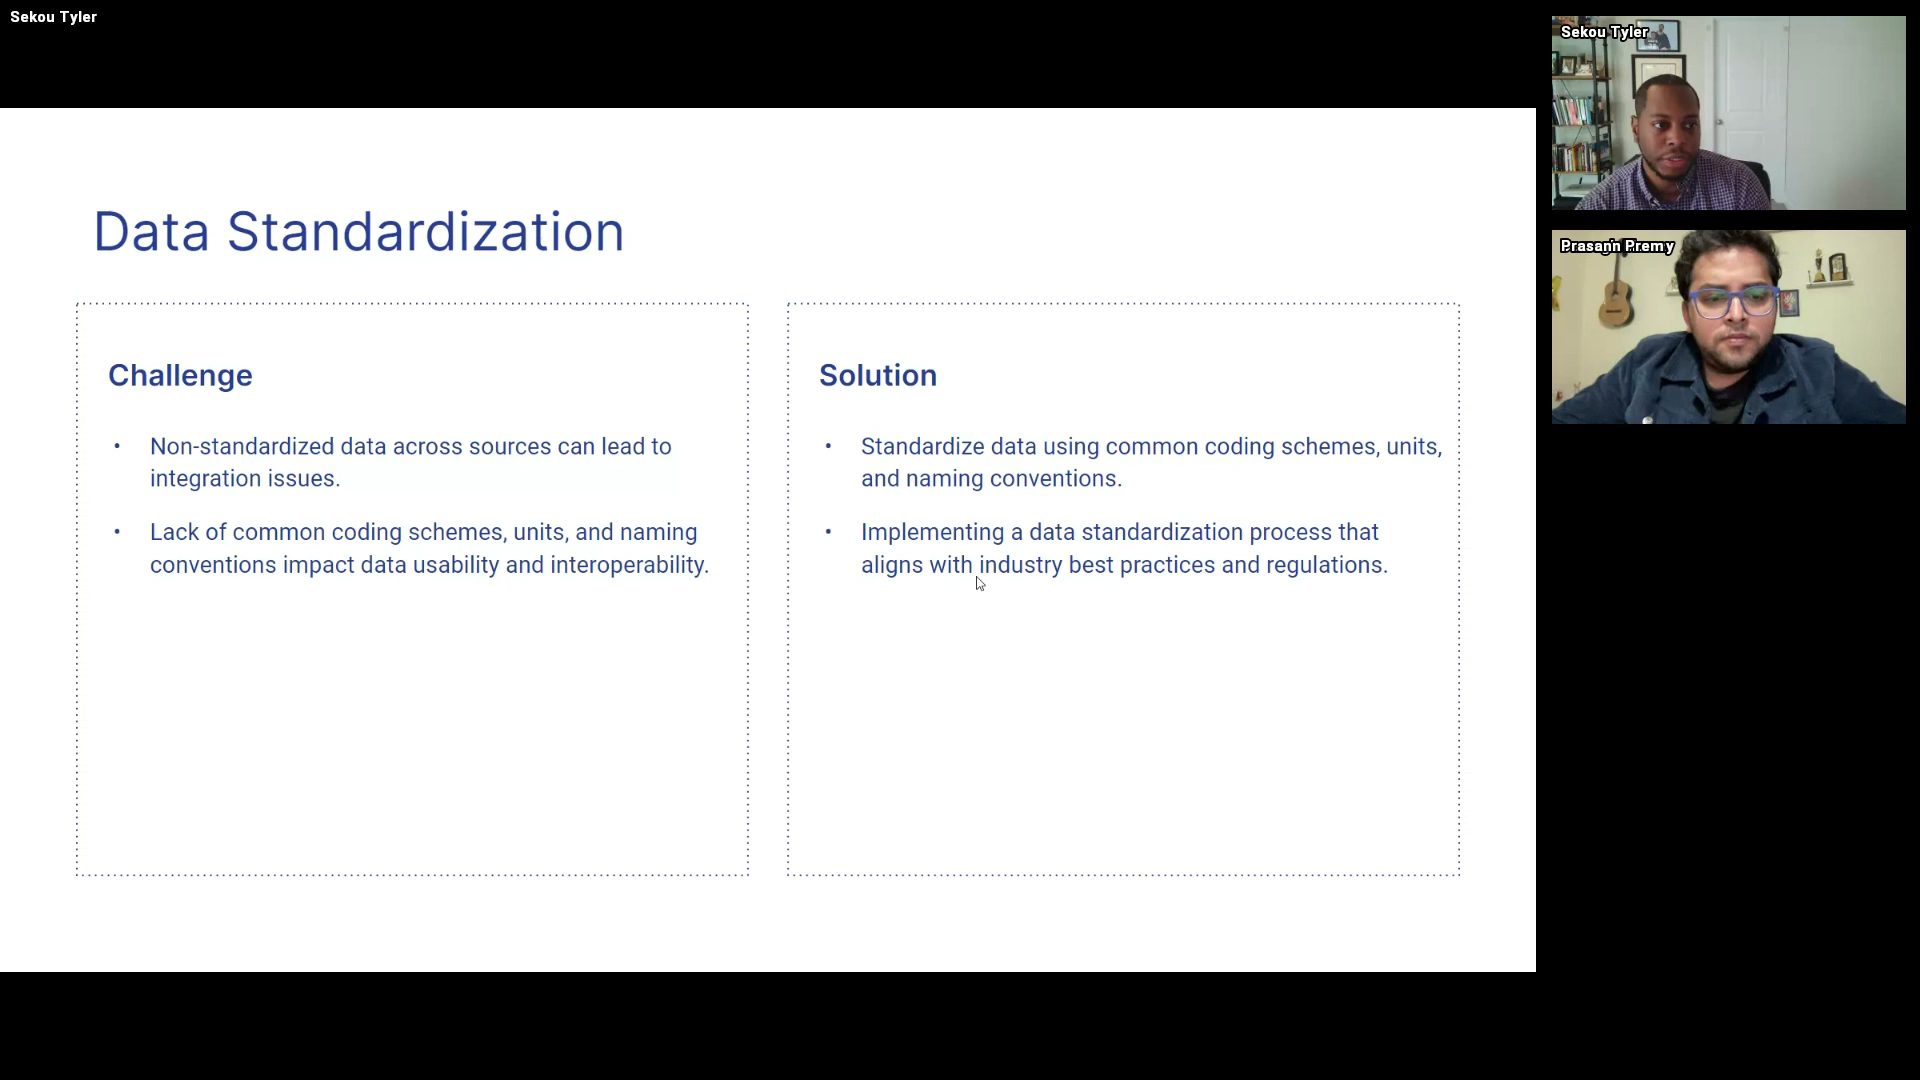 Sekou Tyler
Sekou Tyler
Prasann Premy
Data Standardization
Challenge
• Non-standardized data across sources can lead to
integration issues.
• Lack of common coding schemes, units, and naming
conventions impact data usability and interoperability.
Solution
• Standardize data using common coding schemes, units,
and naming conventions.
• Implementing a data standardization process that
aligns with industry best practices and regulations.